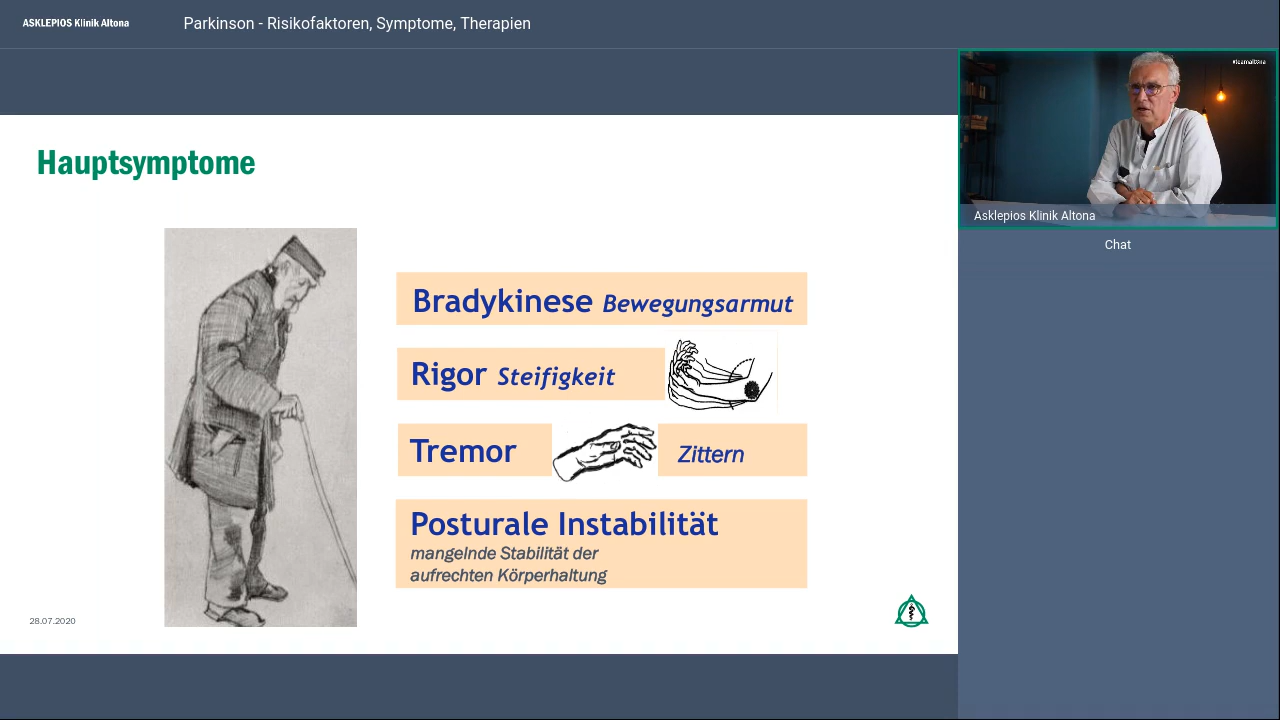 ASKLEPIOS Klinik Altona
Parkinson - Risikofaktoren, Symptome, Therapien
#teamaltona
Asklepios Klinik Altona
Chat
Hauptsymptome
Bradykinese Bewegungsarmut
Rigor Steifigkeit
Tremor Zittern
Posturale Instabilität
mangelnde Stabilität der
aufrechten Körperhaltung
28.07.2020